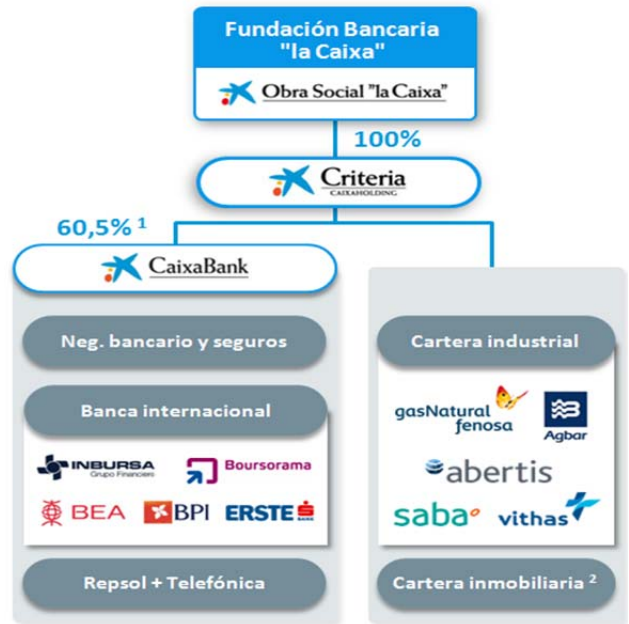 Fundación Bancaria
"la Caixa"
Obra Social "la Caixa"
100%
Criteria
CAIXAHOLDING
60,5% 1
CaixaBank
Neg. bancario y seguros
Banca internacional
INBURSA
Grupo Financiero
Boursorama
BEA
BPI
ERSTE
BANK
Repsol + Telefónica
Cartera industrial
gasNatural
fenosa
Agbar
abertis
saba
vithas
Cartera inmobiliaria 2